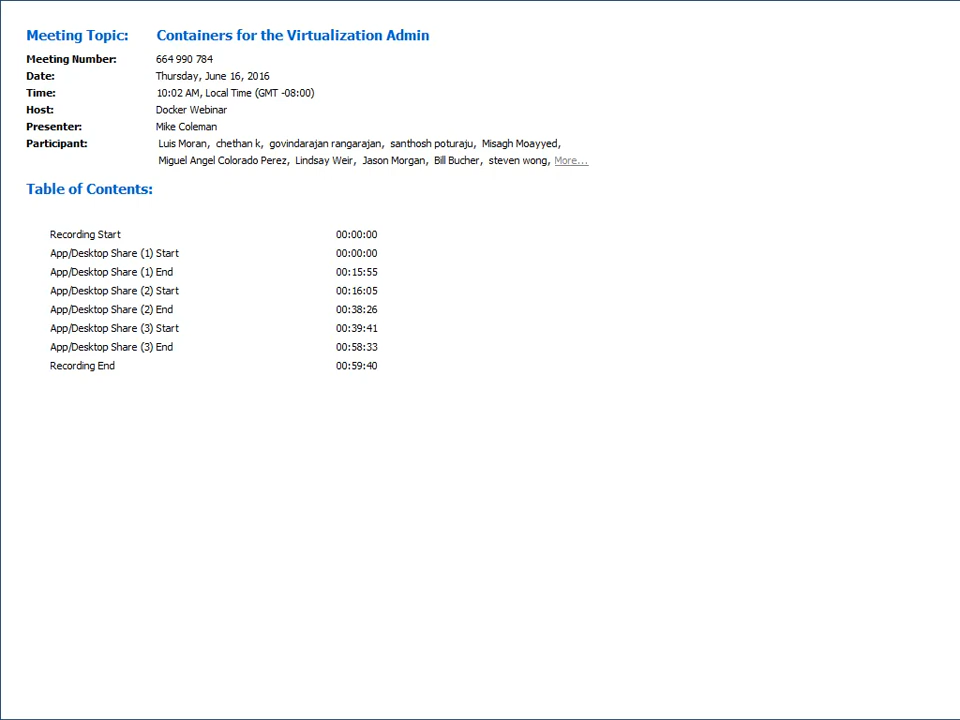 Meeting Topic: Containers for the Virtualization Admin
Meeting Number: 664 990 784
Date: Thursday, June 16, 2016
Time: 10:02 AM, Local Time (GMT -08:00)
Host: Docker Webinar
Presenter: Mike Coleman
Participant: Luis Moran, chethan k, govindarajan rangarajan, santhosh poturaju, Misagh Moayyed,
Miguel Angel Colorado Perez, Lindsay Weir, Jason Morgan, Bill Bucher, steven wong, More...
Table of Contents:
Recording Start 00:00:00
App/Desktop Share (1) Start 00:00:00
App/Desktop Share (1) End 00:15:55
App/Desktop Share (2) Start 00:16:05
App/Desktop Share (2) End 00:38:26
App/Desktop Share (3) Start 00:39:41
App/Desktop Share (3) End 00:58:33
Recording End 00:59:40